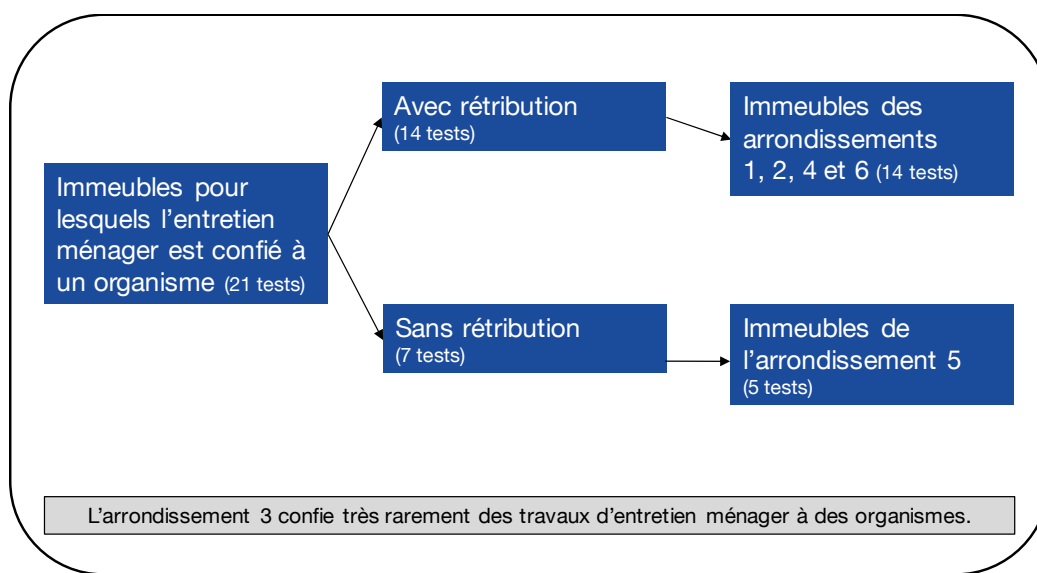 Immeubles pour
lesquels l'entretien
ménager est confié à
un organisme (21 tests)
Avec rétribution
(14 tests)
Immeubles des
arrondissements
1, 2, 4 et 6 (14 tests)
Sans rétribution
(7 tests)
Immeubles de
l'arrondissement 5
(5 tests)
L'arrondissement 3 confie très rarement des travaux d'entretien ménager à des organismes.